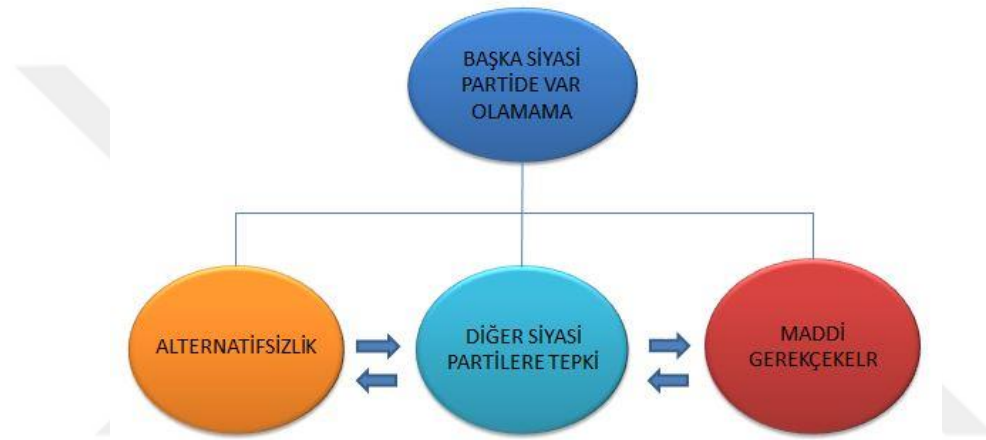 BAŞKA SİYASİ
PARTİDE VAR
OLAMAMA
ALTERNATİFSİZLİK
DİĞER SİYASİ
PARTİLERE TEPKİ
MADDİ
GEREKÇEKELR